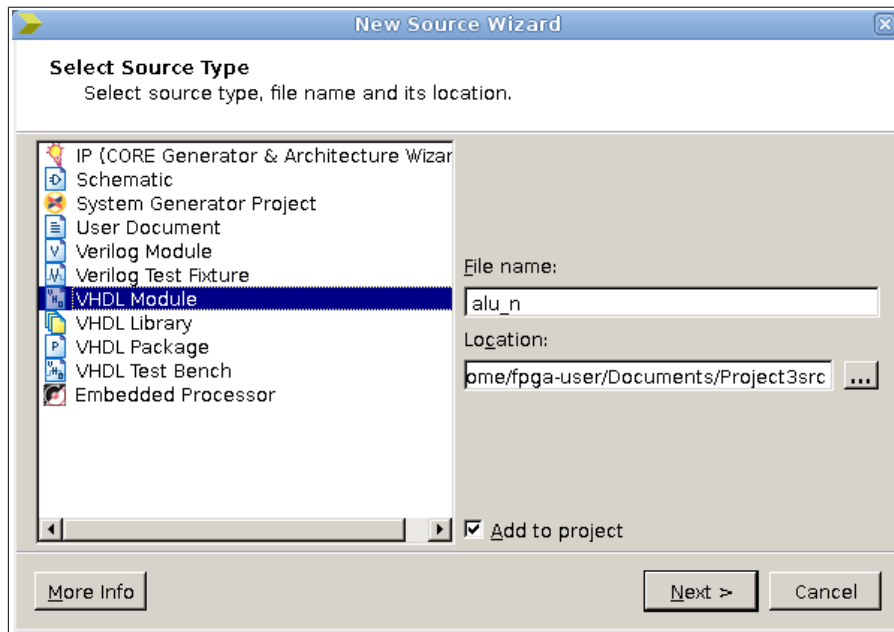 New Source Wizard
Select Source Type
Select source type, file name and its location.
IP (CORE Generator & Architecture Wizar
Schematic
System Generator Project
User Document
Verilog Module
Verilog Test Fixture
VHDL Module
VHDL Library
VHDL Package
VHDL Test Bench
Embedded Processor
File name:
alu_n
Location:
ome/fpga-user/Documents/Project3src
...
Add to project
More Info
Next >
Cancel